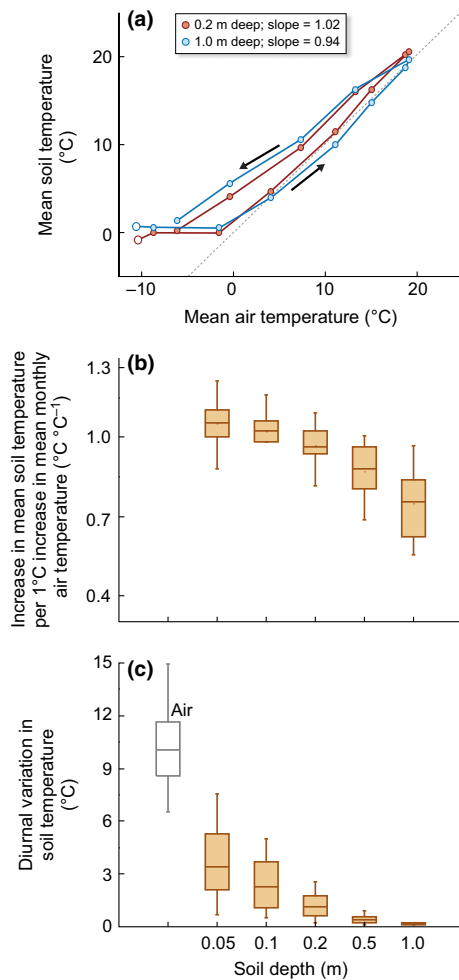 (a)
0.2 m deep; slope = 1.02
1.0 m deep; slope = 0.94
Mean soil temperature
(°C)
20
10
0
–10
0
10
20
Mean air temperature (°C)
(b)
Increase in mean soil temperature
per 1°C increase in mean monthly
air temperature (°C °C⁻¹)
1.3
1.0
0.7
0.4
(c)
Diurnal variation in
soil temperature
(°C)
15
12
9
6
3
0
Air
0.05
0.1
0.2
0.5
1.0
Soil depth (m)